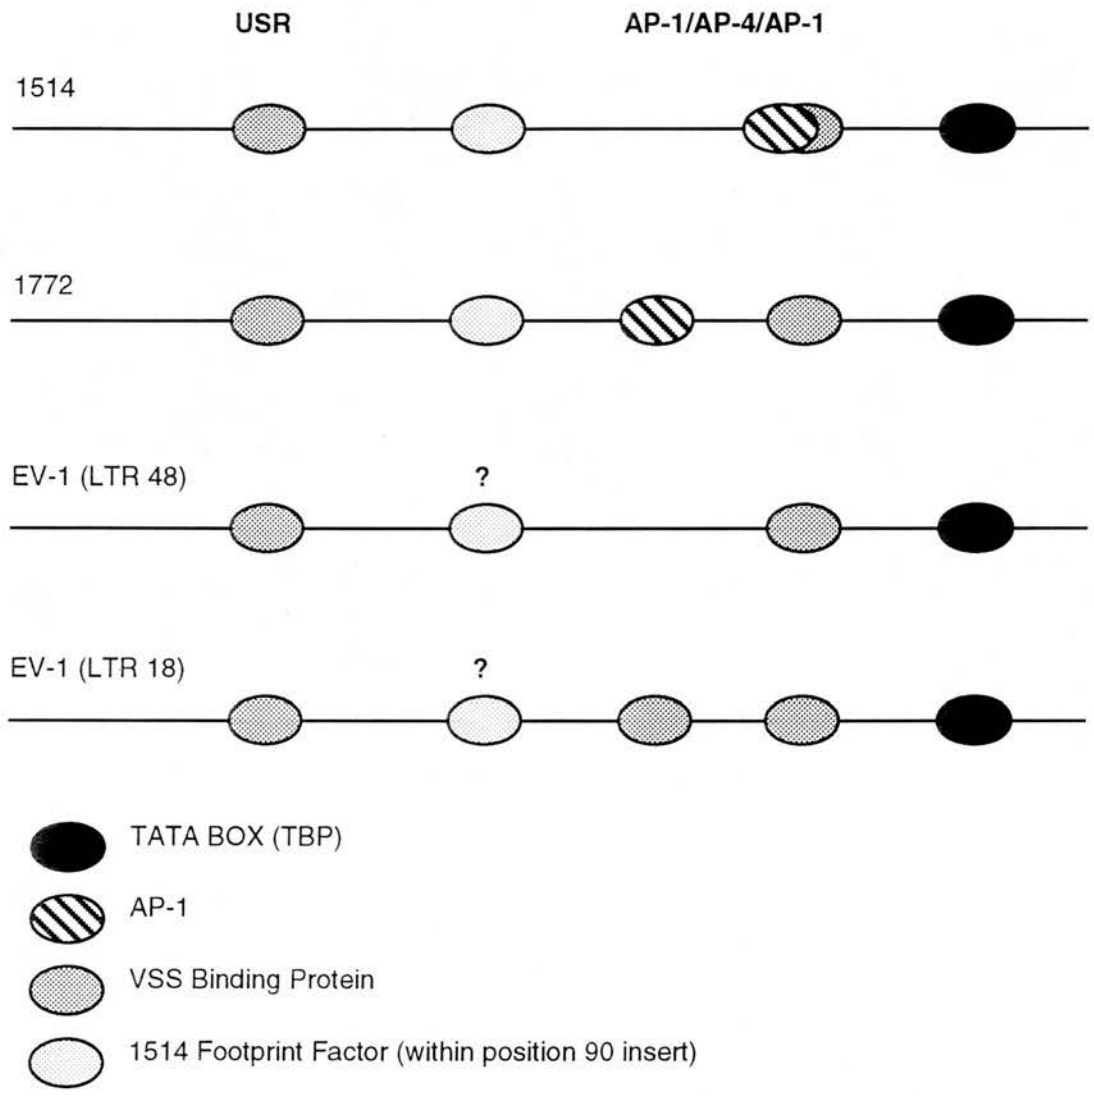 USR AP-1/AP-4/AP-1
1514
1772
EV-1 (LTR 48) ?
EV-1 (LTR 18) ?
TATA BOX (TBP)
AP-1
VSS Binding Protein
1514 Footprint Factor (within position 90 insert)